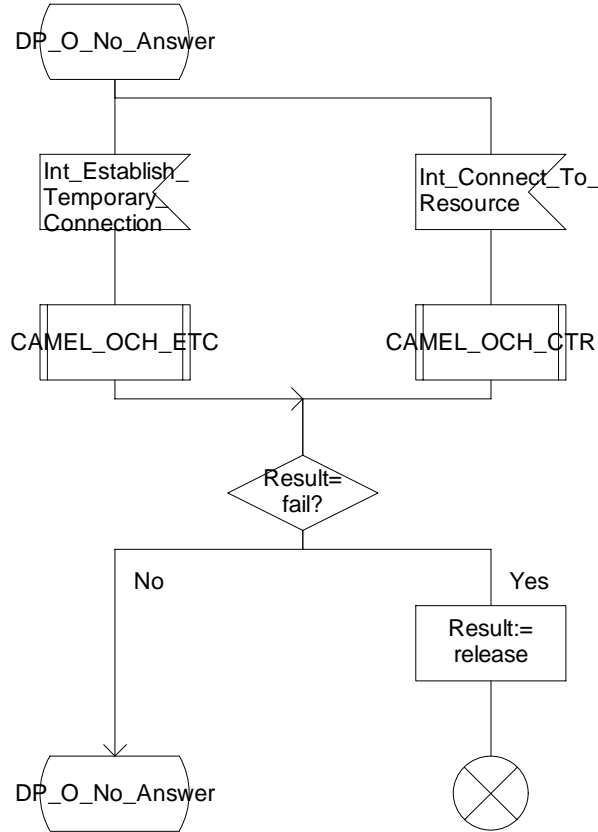 DP_O_No_Answer
Int_Establish_
Temporary_
Connection
Int_Connect_To_
Resource
CAMEL_OCH_ETC
CAMEL_OCH_CTR
Result=
fail?
No
Yes
Result:=
release
DP_O_No_Answer